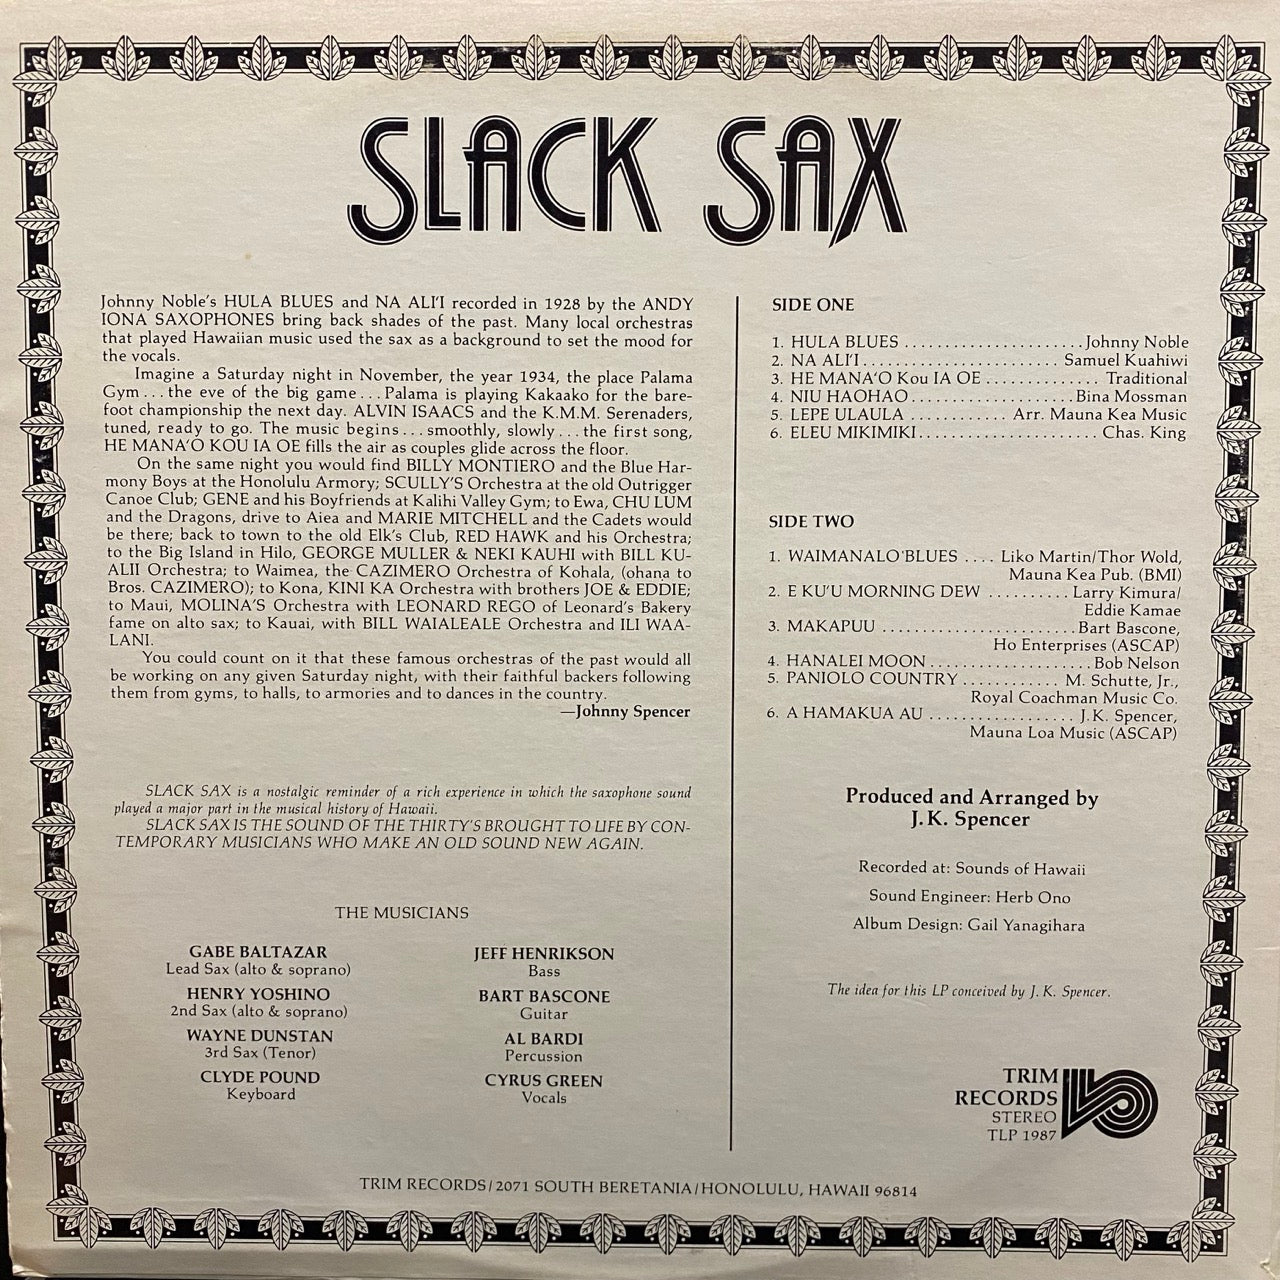 SLACK SAX
Johnny Noble's HULA BLUES and NA ALI'I recorded in 1928 by the ANDY
IONA SAXOPHONES bring back shades of the past. Many local orchestras
that played Hawaiian music used the sax as a background to set the mood for
the vocals.
Imagine a Saturday night in November, the year 1934, the place Palama
Gym...the eve of the big game...Palama is playing Kakaako for the bare-
foot championship the next day. ALVIN ISAACS and the K.M.M. Serenaders,
tuned, ready to go. The music begins...smoothly, slowly...the first song,
HE MANA'O KOU IA OE fills the air as couples glide across the floor.
On the same night you would find BILLY MONTIERO and the Blue Har-
mony Boys at the Honolulu Armory; SCULLY'S Orchestra at the old Outrigger
Canoe Club; GENE and his Boyfriends at Kalihi Valley Gym; to Ewa, CHU LUM
and the Dragons, drive to Aiea and MARIE MITCHELL and the Cadets would
be there; back to town to the old Elk's Club, RED HAWK and his Orchestra;
to the Big Island in Hilo, GEORGE MULLER & NEKI KAUHI with BILL KU-
ALII Orchestra; to Waimea, the CAZIMERO Orchestra of Kohala, (ohana to
Bros. CAZIMERO); to Kona, KINI KA Orchestra with brothers JOE & EDDIE;
to Maui, MOLINA'S Orchestra with LEONARD REGO of Leonard's Bakery
fame on alto sax; to Kauai, with BILL WAIALEALE Orchestra and ILI WAA-
LANI.
You could count on it that these famous orchestras of the past would all
be working on any given Saturday night, with their faithful backers following
them from gyms, to halls, to armories and to dances in the country.
—Johnny Spencer
SLACK SAX is a nostalgic reminder of a rich experience in which the saxophone sound
played a major part in the musical history of Hawaii.
SLACK SAX IS THE SOUND OF THE THIRTY'S BROUGHT TO LIFE BY CON-
TEMPORARY MUSICIANS WHO MAKE AN OLD SOUND NEW AGAIN.
THE MUSICIANS
GABE BALTAZAR
Lead Sax (alto & soprano)
HENRY YOSHINO
2nd Sax (alto & soprano)
WAYNE DUNSTAN
3rd Sax (Tenor)
CLYDE POUND
Keyboard
JEFF HENRIKSON
Bass
BART BASCONE
Guitar
AL BARDI
Percussion
CYRUS GREEN
Vocals
SIDE ONE
1. HULA BLUES ......................Johnny Noble
2. NA ALI'I........................ Samuel Kuahiwi
3. HE MANA'O Kou IA OE .............. Traditional
4. NIU HAOHAO................... Bina Mossman
5. LEPE ULAULA ............ Arr. Mauna Kea Music
6. ELEU MIKIMIKI...................... Chas. King
SIDE TWO
1. WAIMANALO BLUES .... Liko Martin/Thor Wold,
Mauna Kea Pub. (BMI)
2. E KU'U MORNING DEW .......... Larry Kimura/
Eddie Kamae
3. MAKAPUU ........................Bart Bascone,
Ho Enterprises (ASCAP)
4. HANALEI MOON....................Bob Nelson
5. PANIOLO COUNTRY ............ M. Schutte, Jr.,
Royal Coachman Music Co.
6. A HAMAKUA AU .................. J.K. Spencer,
Mauna Loa Music (ASCAP)
Produced and Arranged by
J.K. Spencer
Recorded at: Sounds of Hawaii
Sound Engineer: Herb Ono
Album Design: Gail Yanagihara
The idea for this LP conceived by J.K. Spencer.
TRIM
RECORDS
STEREO
TLP 1987
TRIM RECORDS/2071 SOUTH BERETANIA/HONOLULU, HAWAII 96814